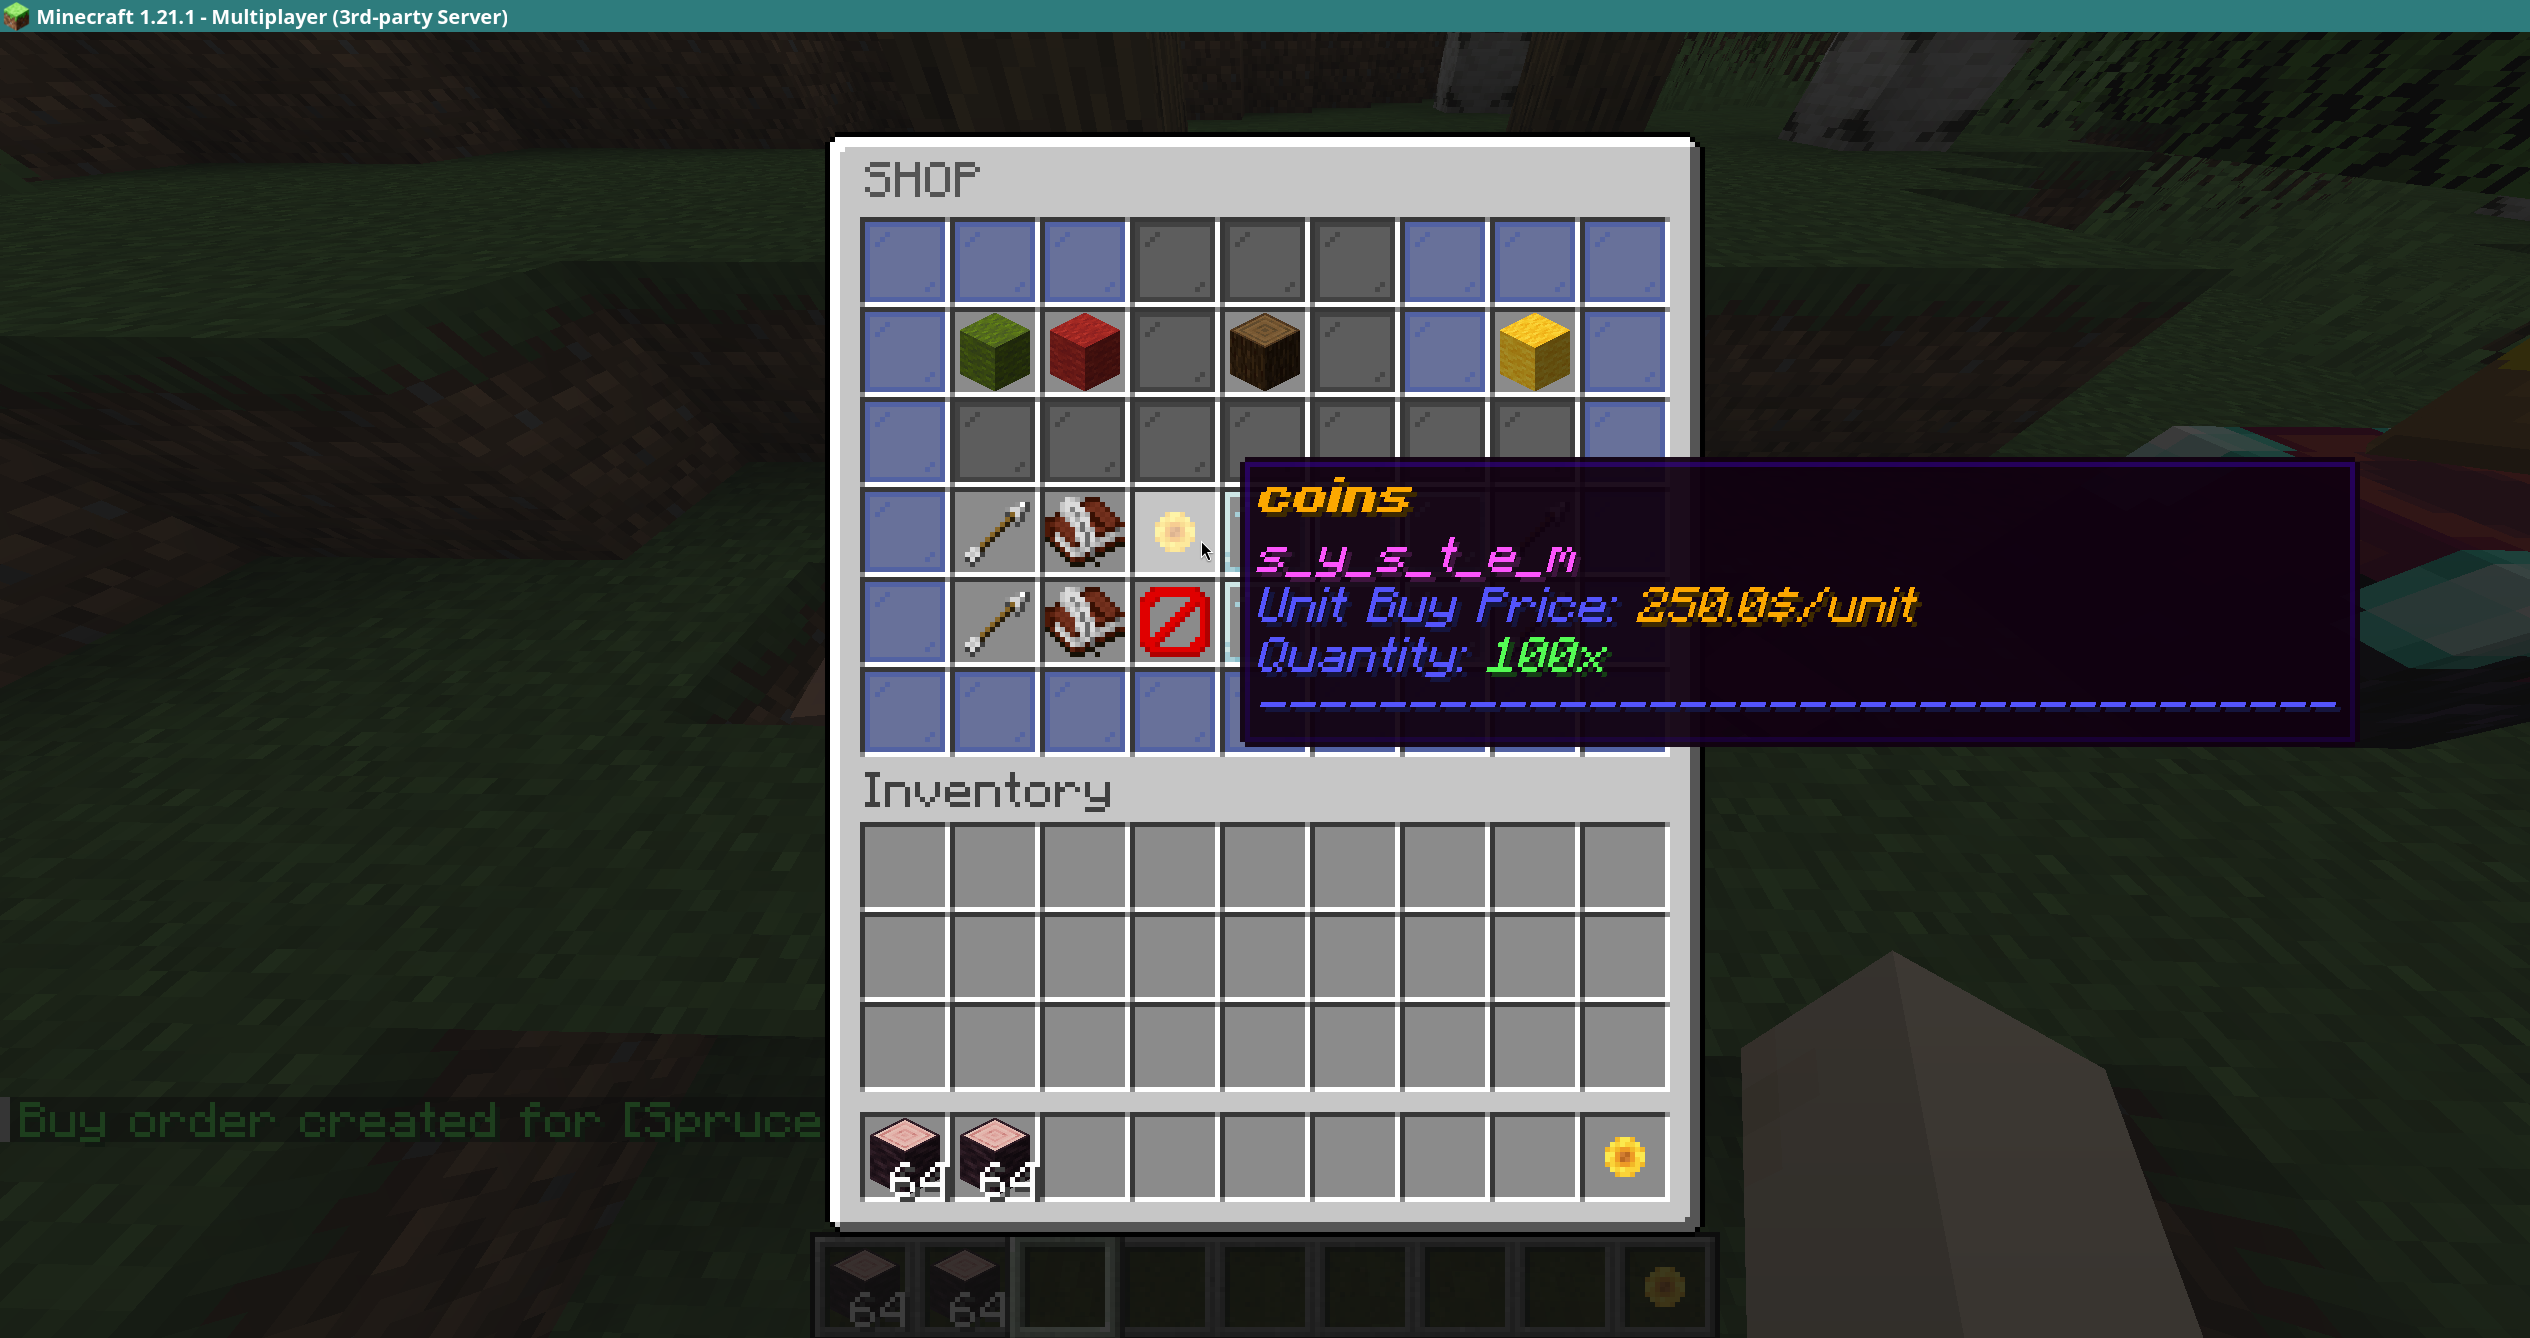 Minecraft 1.21.1 - Multiplayer (3rd-party Server)
SHOP
coins
s_y_s_t_e_m
Unit Buy Price: 250.0$/unit
Quantity: 100x
Inventory
Buy order created for [Spruce
64 64
64 64